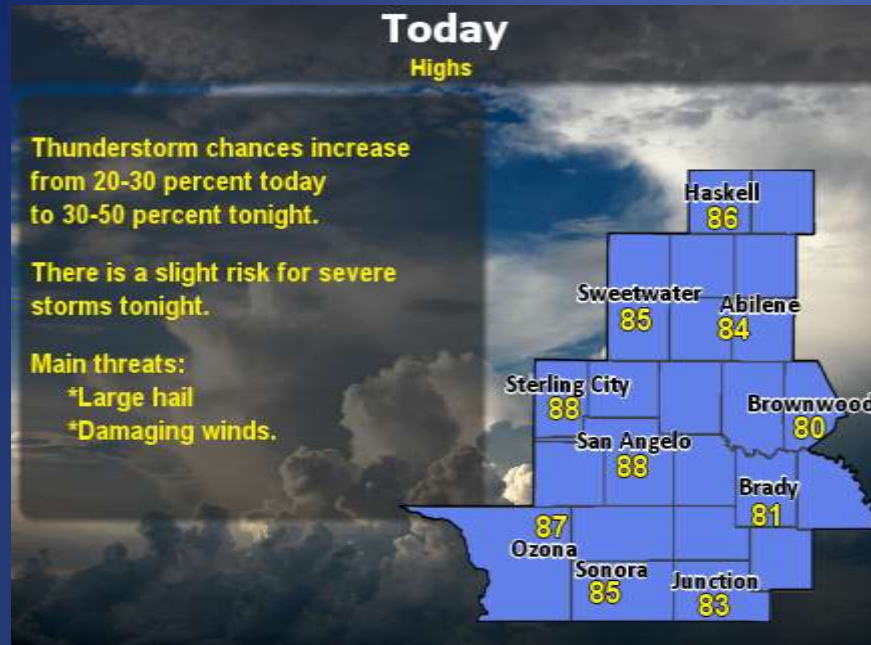 Today
Highs
Thunderstorm chances increase
from 20-30 percent today
to 30-50 percent tonight.
There is a slight risk for severe
storms tonight.
Main threats:
*Large hail
*Damaging winds.
Haskell
86
Sweetwater
85
Abilene
84
Sterling City
88
Brownwood
80
San Angelo
88
Brady
81
87
Ozona
Sonora
85
Junction
83